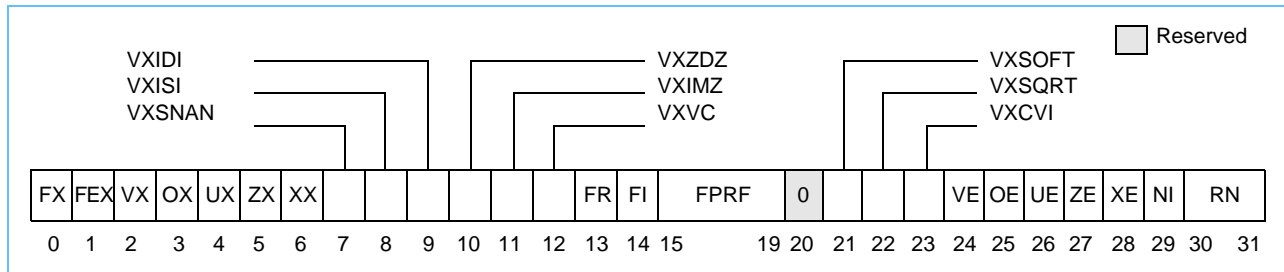 Reserved
VXIDI VXZDZ VXSOFT
VXISI VXIMZ VXSQRT
VXSNAN VXVC VXCVI
FX FEX VX OX UX ZX XX FR FI FPRF 0 VE OE UE ZE XE NI RN
0 1 2 3 4 5 6 7 8 9 10 11 12 13 14 15 19 20 21 22 23 24 25 26 27 28 29 30 31